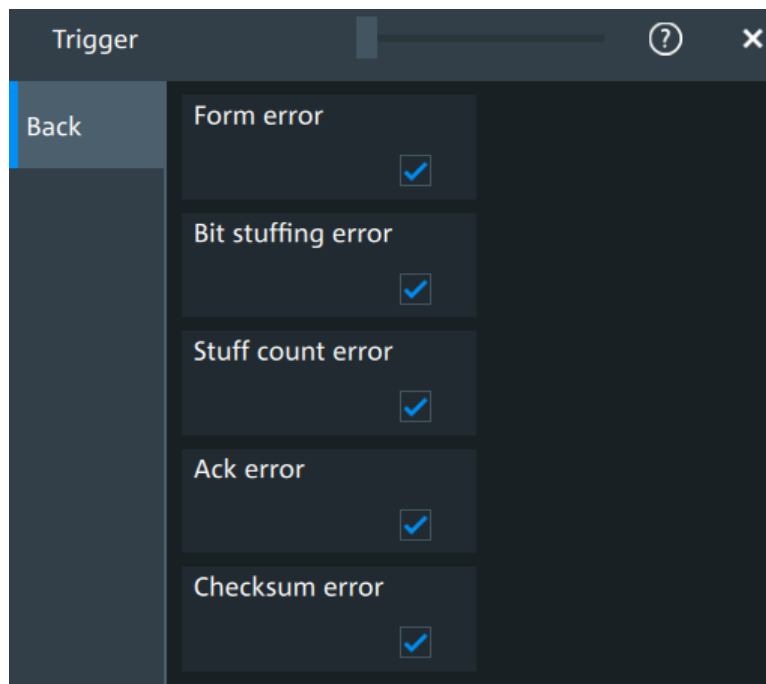 Trigger
?
Back
Form error
Bit stuffing error
Stuff count error
Ack error
Checksum error